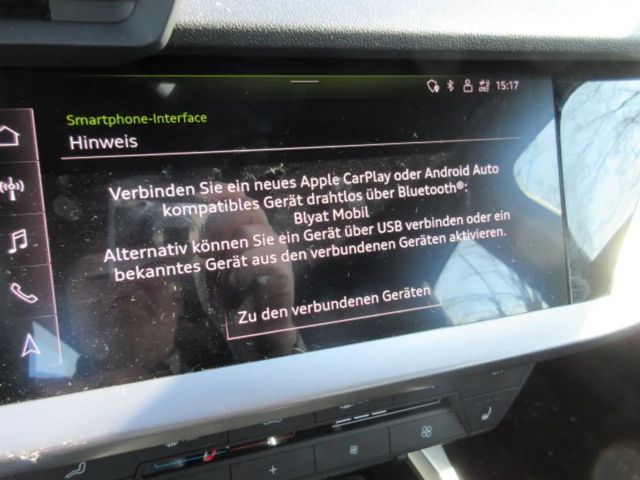 15:17
Smartphone-Interface
Hinweis
Verbinden Sie ein neues Apple CarPlay oder Android Auto
kompatibles Gerät drahtlos über Bluetooth®:
Blyat Mobil
Alternativ können Sie ein Gerät über USB verbinden oder ein
bekanntes Gerät aus den verbundenen Geräten aktivieren.
Zu den verbundenen Geräten